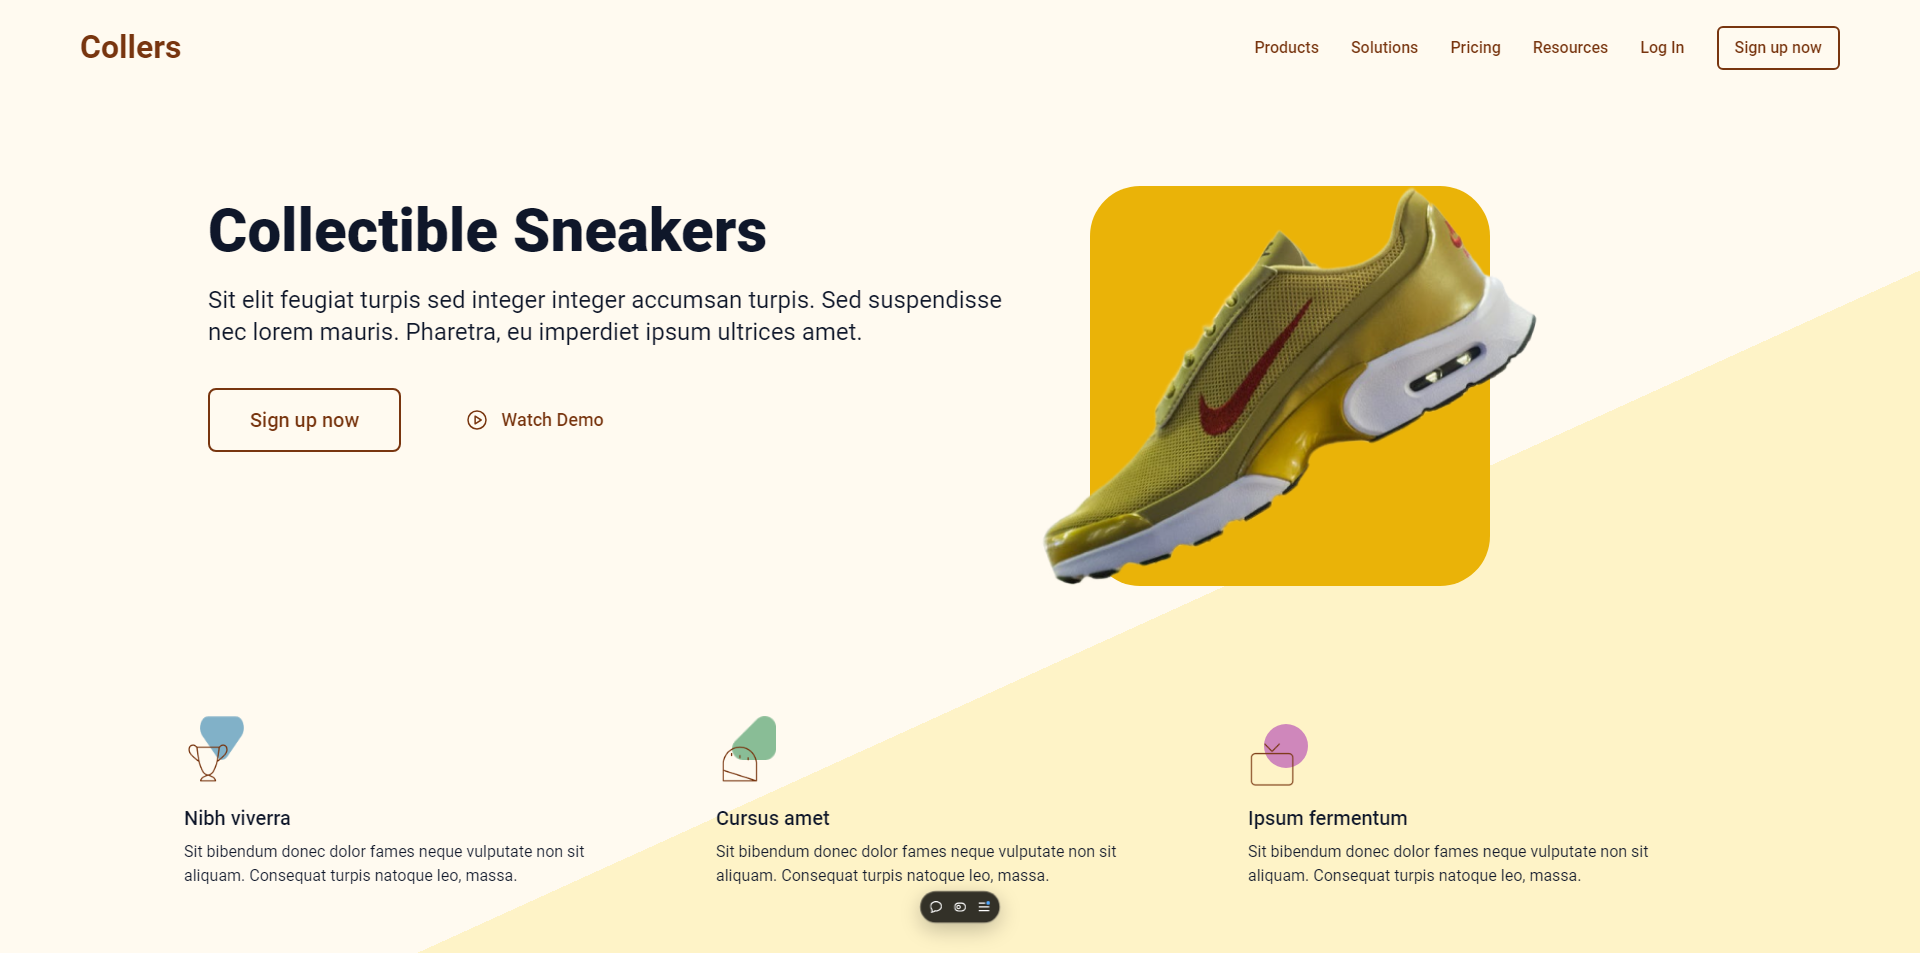 Collers
Products
Solutions
Pricing
Resources
Log In
Sign up now
Collectible Sneakers
Sit elit feugiat turpis sed integer integer accumsan turpis. Sed suspendisse
nec lorem mauris. Pharetra, eu imperdiet ipsum ultrices amet.
Sign up now
Watch Demo
Nibh viverra
Sit bibendum donec dolor fames neque vulputate non sit
aliquam. Consequat turpis natoque leo, massa.
Cursus amet
Sit bibendum donec dolor fames neque vulputate non sit
aliquam. Consequat turpis natoque leo, massa.
Ipsum fermentum
Sit bibendum donec dolor fames neque vulputate non sit
aliquam. Consequat turpis natoque leo, massa.